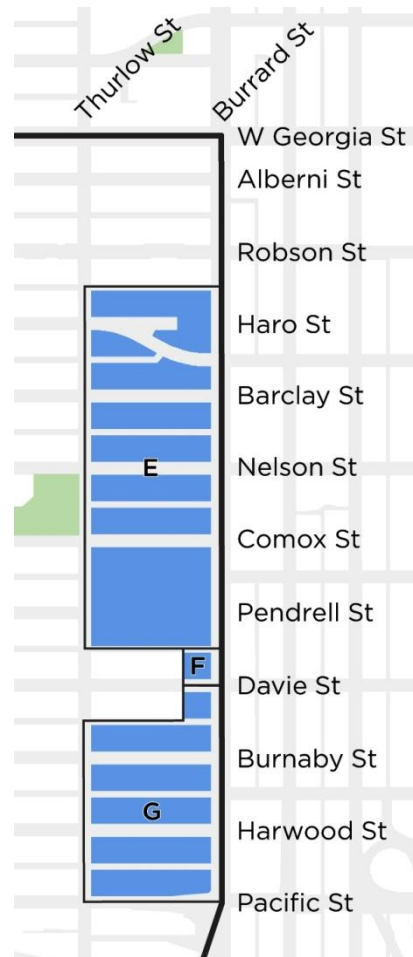 Thurlow St
Burrard St
W Georgia St
Alberni St
Robson St
Haro St
Barclay St
E
Nelson St
Comox St
Pendrell St
F
Davie St
Burnaby St
G
Harwood St
Pacific St